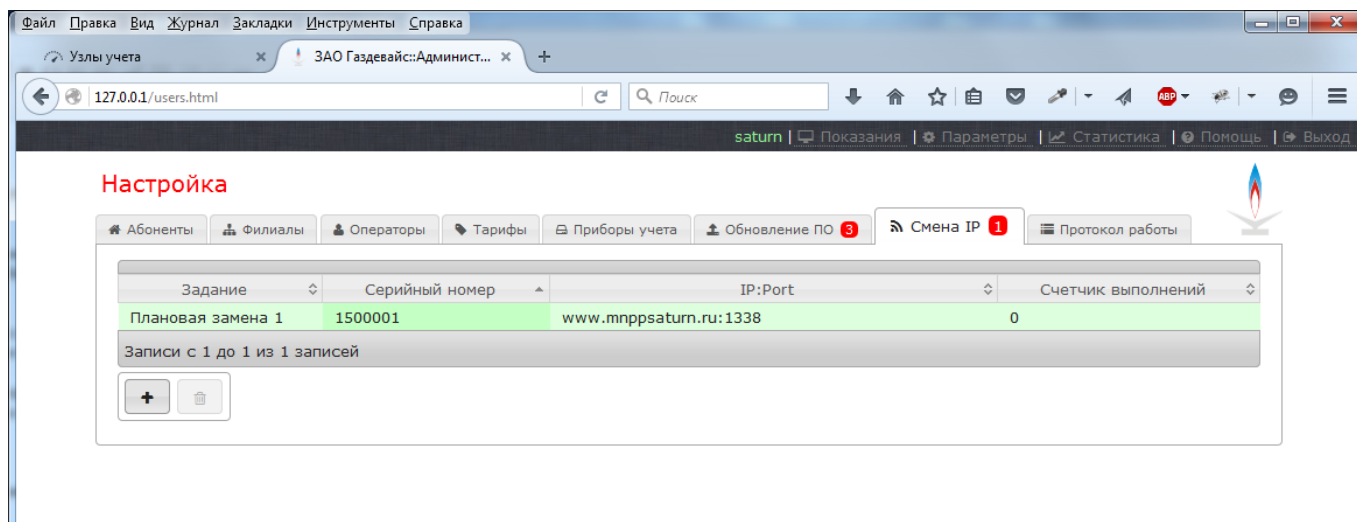 Файл Правка Вид Журнал Закладки Инструменты Справка
Узлы учета ЗАО Газдевайс::Админист...
127.0.0.1/users.html Поиск ABP
saturn | Показания | Параметры | Статистика | Помощь | Выход
Настройка
Абоненты Филиалы Операторы Тарифы Приборы учета Обновление ПО 3 Смена IP 1 Протокол работы
Задание Серийный номер IP:Port Счетчик выполнений
Плановая замена 1 1500001 www.mnppsaturn.ru:1338 0
Записи с 1 до 1 из 1 записей